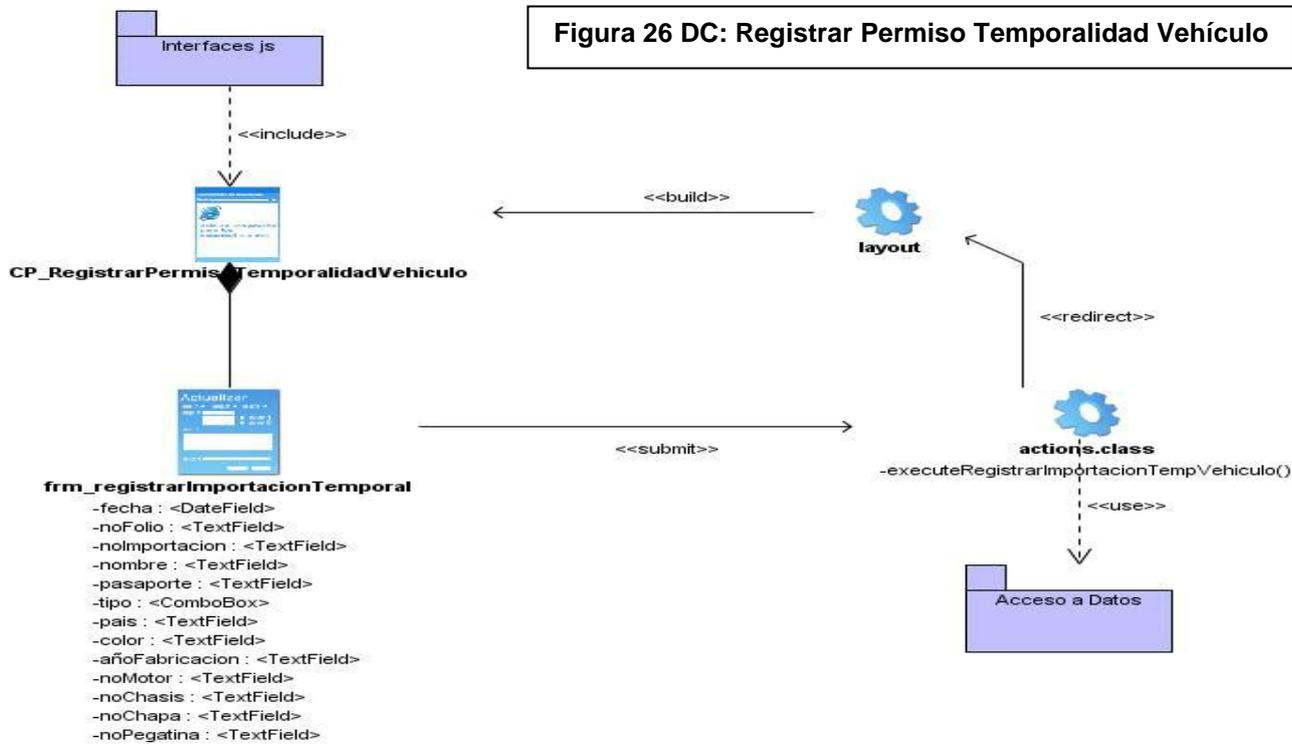 Figura 26 DC: Registrar Permiso Temporalidad Vehículo
Interfaces js
<<include>>
<<build>>
layout
CP_RegistrarPermisoTemporalidadVehiculo
<<redirect>>
Actualizar
<<submit>>
actions.class
-executeRegistrarImportacionTempVehiculo()
<<use>>
frm_registrarImportacionTemporal
-fecha : <DateField>
-noFolio : <TextField>
-noImportacion : <TextField>
-nombre : <TextField>
-pasaporte : <TextField>
-tipo : <ComboBox>
-pais : <TextField>
-color : <TextField>
-añoFabricacion : <TextField>
-noMotor : <TextField>
-noChasis : <TextField>
-noChapa : <TextField>
-noPegatina : <TextField>
Acceso a Datos